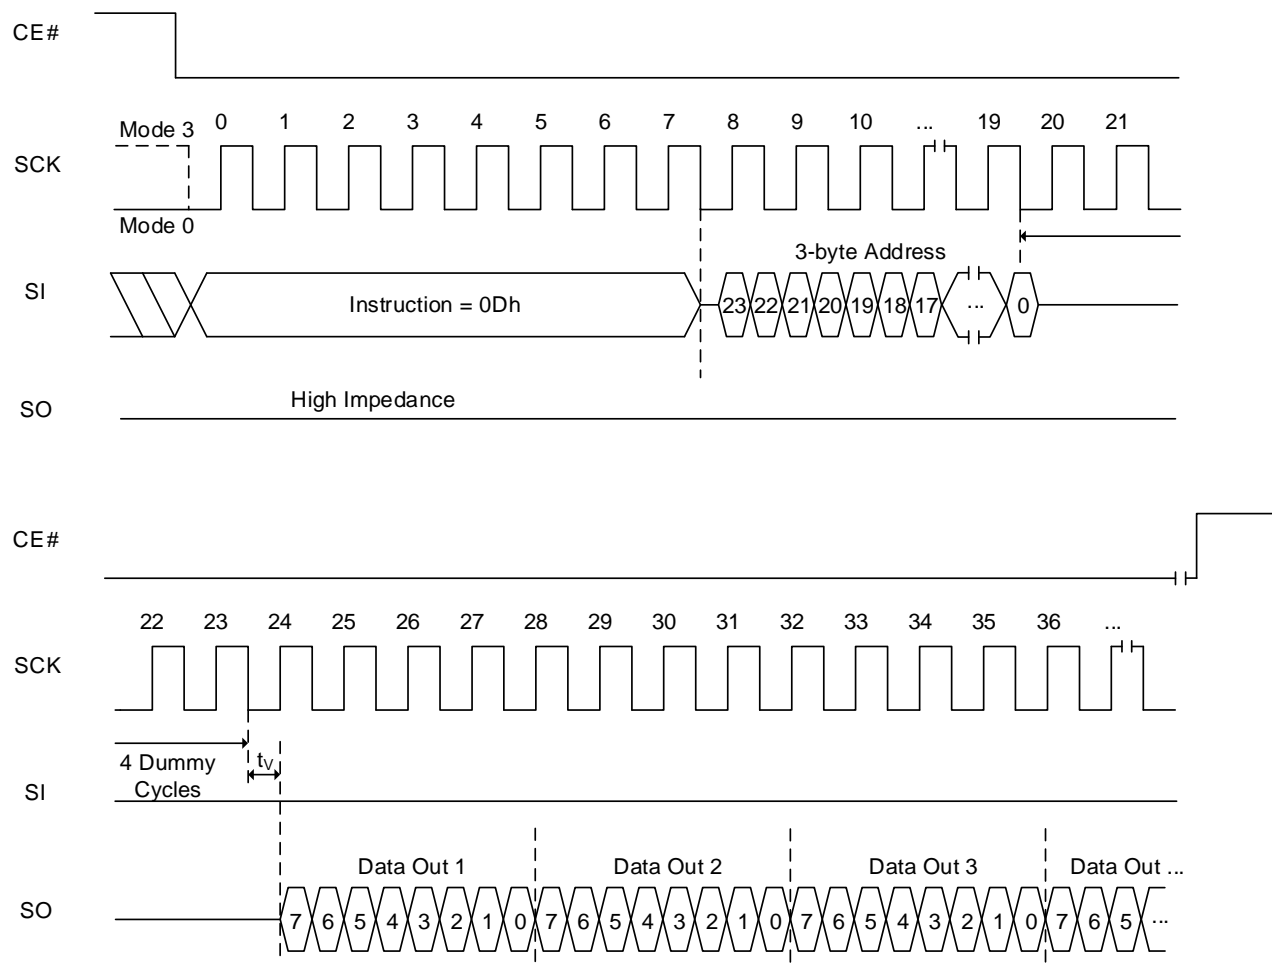 CE#
Mode 3 0 1 2 3 4 5 6 7 8 9 10 ... 19 20 21
SCK
Mode 0
3-byte Address
SI Instruction = 0Dh 23 22 21 20 19 18 17 ... 0
High Impedance
SO
CE#
22 23 24 25 26 27 28 29 30 31 32 33 34 35 36 ...
SCK
4 Dummy tV
Cycles
SI
Data Out 1 Data Out 2 Data Out 3 Data Out ...
SO 7 6 5 4 3 2 1 0 7 6 5 4 3 2 1 0 7 6 5 4 3 2 1 0 7 6 5 ...